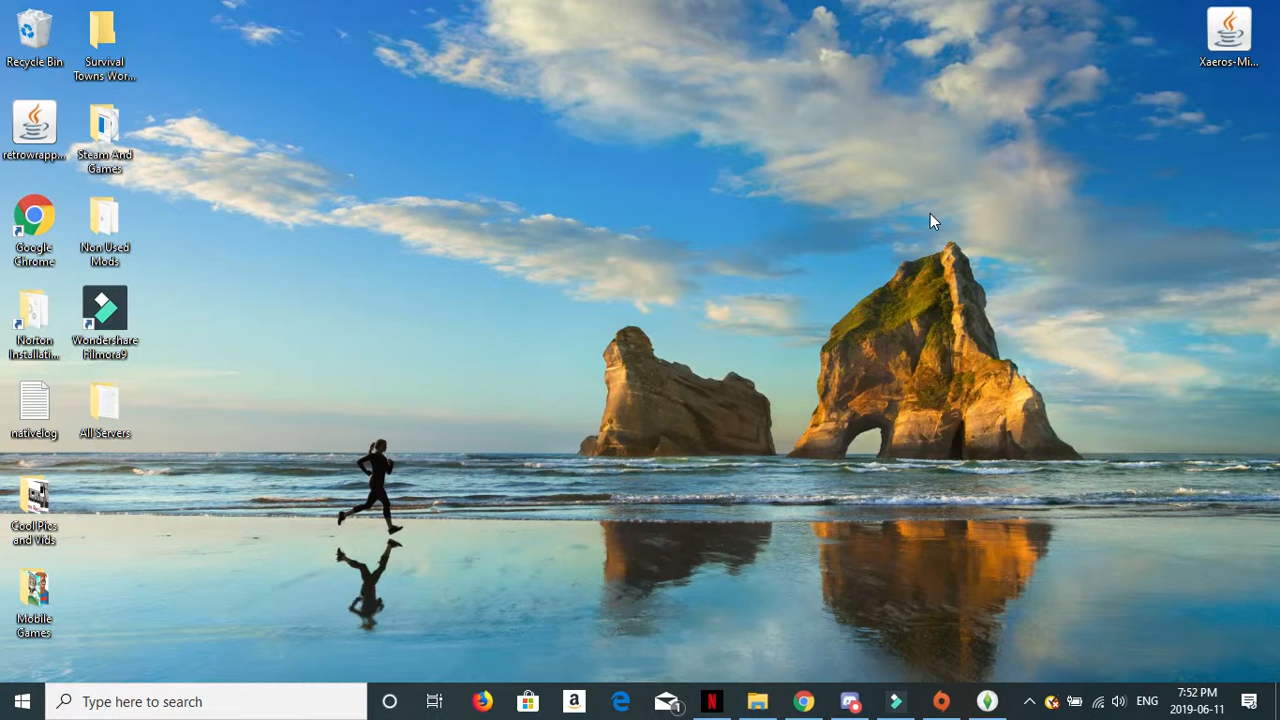 Recycle Bin
Survival
Towns Wor...
Xaeros-Mi...
retrowrapp...
Steam And
Games
Google
Chrome
Non Used
Mods
Norton
Installati...
Wondershare
Filmora9
nativelog
All Servers
Cool Pics
and Vids
Mobile
Games
Type here to search
a
1
N
ENG
7:52 PM
2019-06-11